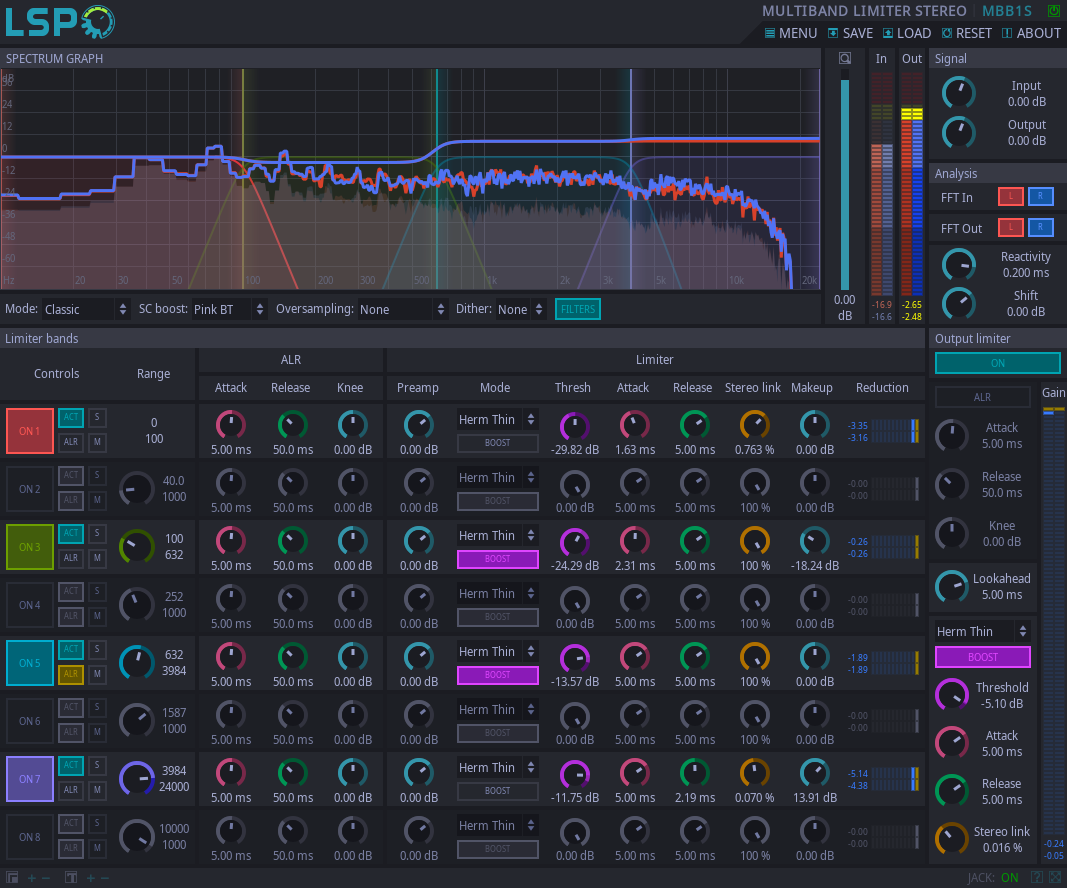 LSP
MULTIBAND LIMITER STEREO MBB1S
MENU SAVE LOAD RESET ABOUT
SPECTRUM GRAPH
dB
36
24
12
0
-12
-24
-36
-48
-60
Hz 20 30 50 100 200 300 500 1k 2k 3k 5k 10k 20k
0.00
dB
In Out
-16.9 -2.65
-16.6 -2.48
Signal
Input
0.00 dB
Output
0.00 dB
Analysis
FFT In L R
FFT Out L R
Reactivity
0.200 ms
Shift
0.00 dB
Mode: Classic SC boost: Pink BT Oversampling: None Dither: None FILTERS
Limiter bands
Controls Range ALR Limiter
Attack Release Knee Preamp Mode Thresh Attack Release Stereo link Makeup Reduction
ON 1 ACT S ALR M
0
100
Herm Thin
BOOST
5.00 ms 50.0 ms 0.00 dB 0.00 dB -29.82 dB 1.63 ms 5.00 ms 0.763 % 0.00 dB
-3.35
-3.16
ON 2 ACT S ALR M
40.0
1000
Herm Thin
BOOST
5.00 ms 50.0 ms 0.00 dB 0.00 dB 0.00 dB 5.00 ms 5.00 ms 100 % 0.00 dB
-0.00
-0.00
ON 3 ACT S ALR M
100
632
Herm Thin
BOOST
5.00 ms 50.0 ms 0.00 dB 0.00 dB -24.29 dB 2.31 ms 5.00 ms 100 % -18.24 dB
-0.26
-0.26
ON 4 ACT S ALR M
252
1000
Herm Thin
BOOST
5.00 ms 50.0 ms 0.00 dB 0.00 dB 0.00 dB 5.00 ms 5.00 ms 100 % 0.00 dB
-0.00
-0.00
ON 5 ACT S ALR M
632
3984
Herm Thin
BOOST
5.00 ms 50.0 ms 0.00 dB 0.00 dB -13.57 dB 5.00 ms 5.00 ms 100 % 0.00 dB
-1.89
-1.89
ON 6 ACT S ALR M
1587
1000
Herm Thin
BOOST
5.00 ms 50.0 ms 0.00 dB 0.00 dB 0.00 dB 5.00 ms 5.00 ms 100 % 0.00 dB
-0.00
-0.00
ON 7 ACT S ALR M
3984
24000
Herm Thin
BOOST
5.00 ms 50.0 ms 0.00 dB 0.00 dB -11.75 dB 5.00 ms 2.19 ms 0.070 % 13.91 dB
-5.14
-4.38
ON 8 ACT S ALR M
10000
1000
Herm Thin
BOOST
5.00 ms 50.0 ms 0.00 dB 0.00 dB 0.00 dB 5.00 ms 5.00 ms 100 % 0.00 dB
-0.00
-0.00
Output limiter
ON
ALR Gain
Attack
5.00 ms
Release
50.0 ms
Knee
0.00 dB
Lookahead
5.00 ms
Herm Thin
BOOST
Threshold
-5.10 dB
Attack
5.00 ms
Release
5.00 ms
Stereo link
0.016 %
-0.24
-0.05
JACK: ON